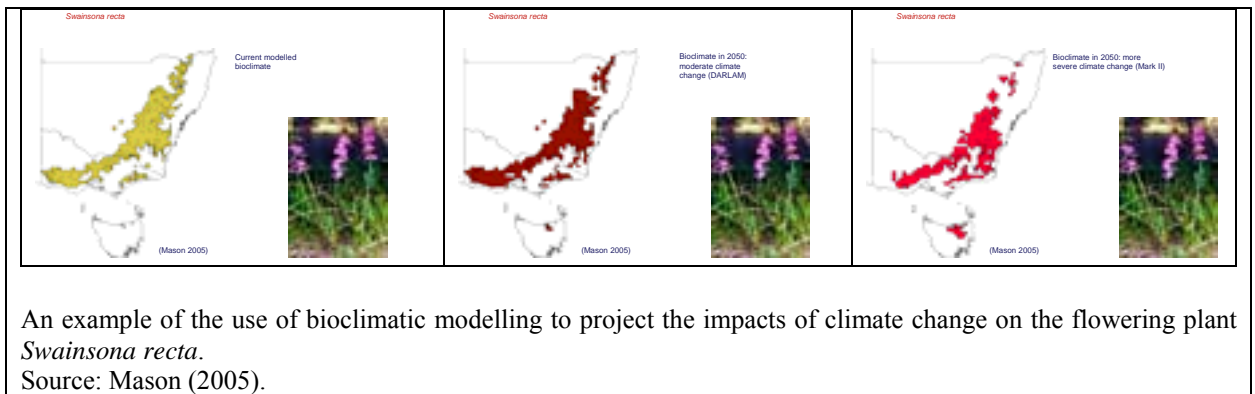 Swainsona recta
Current modelled
bioclimate
(Mason 2005)
Swainsona recta
Bioclimate in 2050:
moderate climate
change (DARLAM)
(Mason 2005)
Swainsona recta
Bioclimate in 2050: more
severe climate change (Mark II)
(Mason 2005)
An example of the use of bioclimatic modelling to project the impacts of climate change on the flowering plant
Swainsona recta.
Source: Mason (2005).